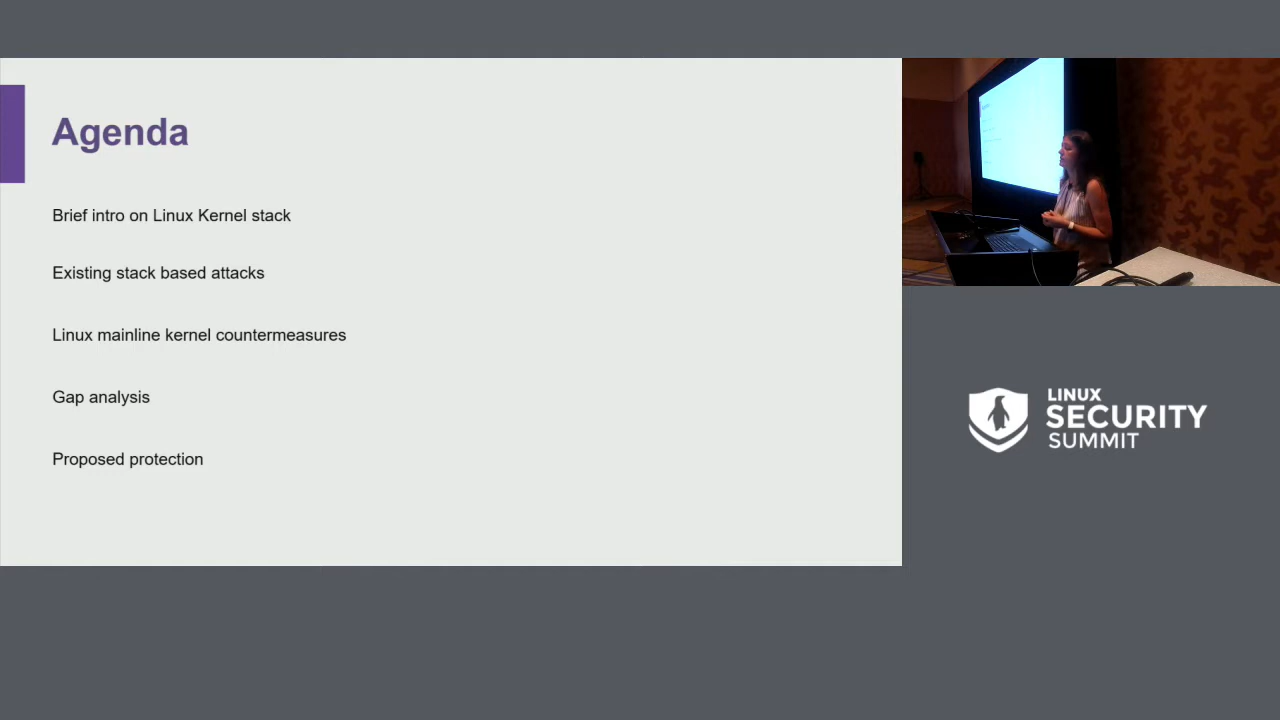 Agenda
Brief intro on Linux Kernel stack
Existing stack based attacks
Linux mainline kernel countermeasures
Gap analysis
Proposed protection
LINUX
SECURITY
SUMMIT